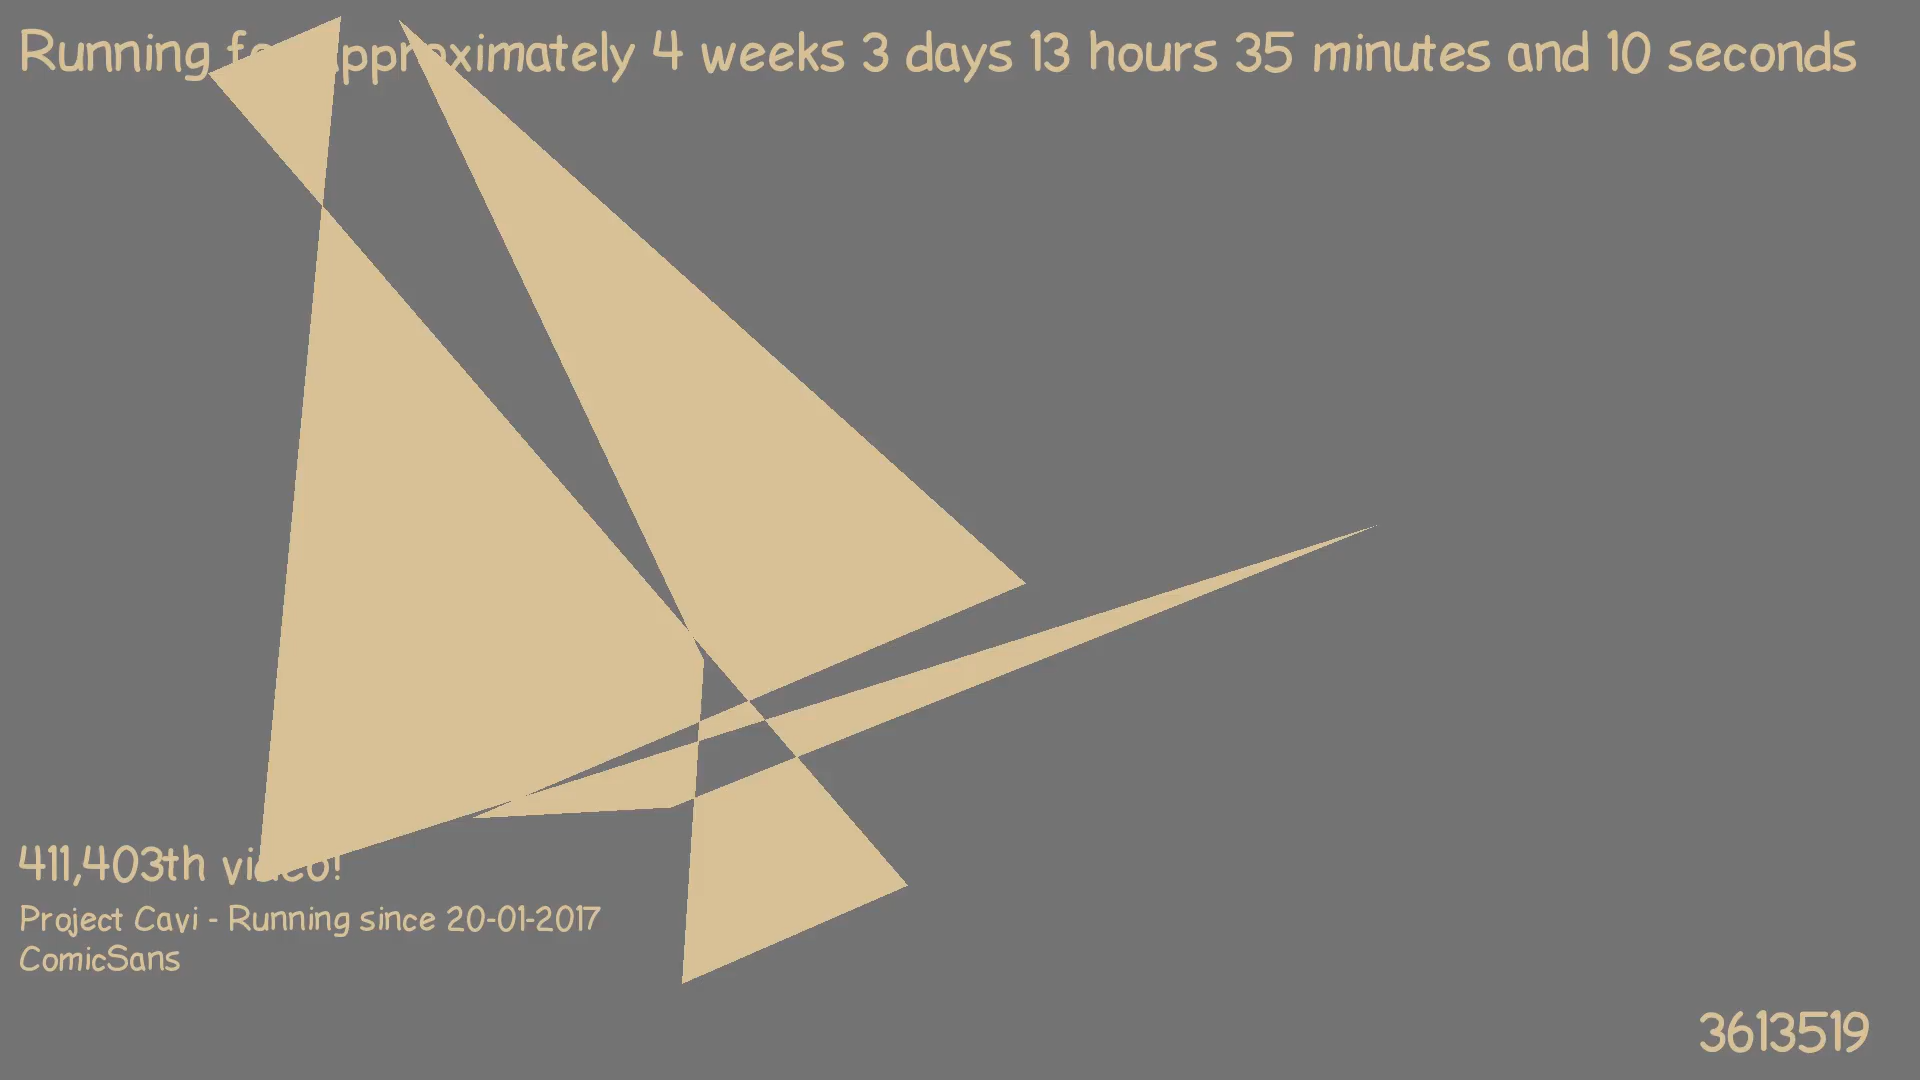 Running approximately 4 weeks 3 days 13 hours 35 minutes and 10 seconds
411,403th video!
Project Cavi - Running since 20-01-2017
ComicSans
3613519